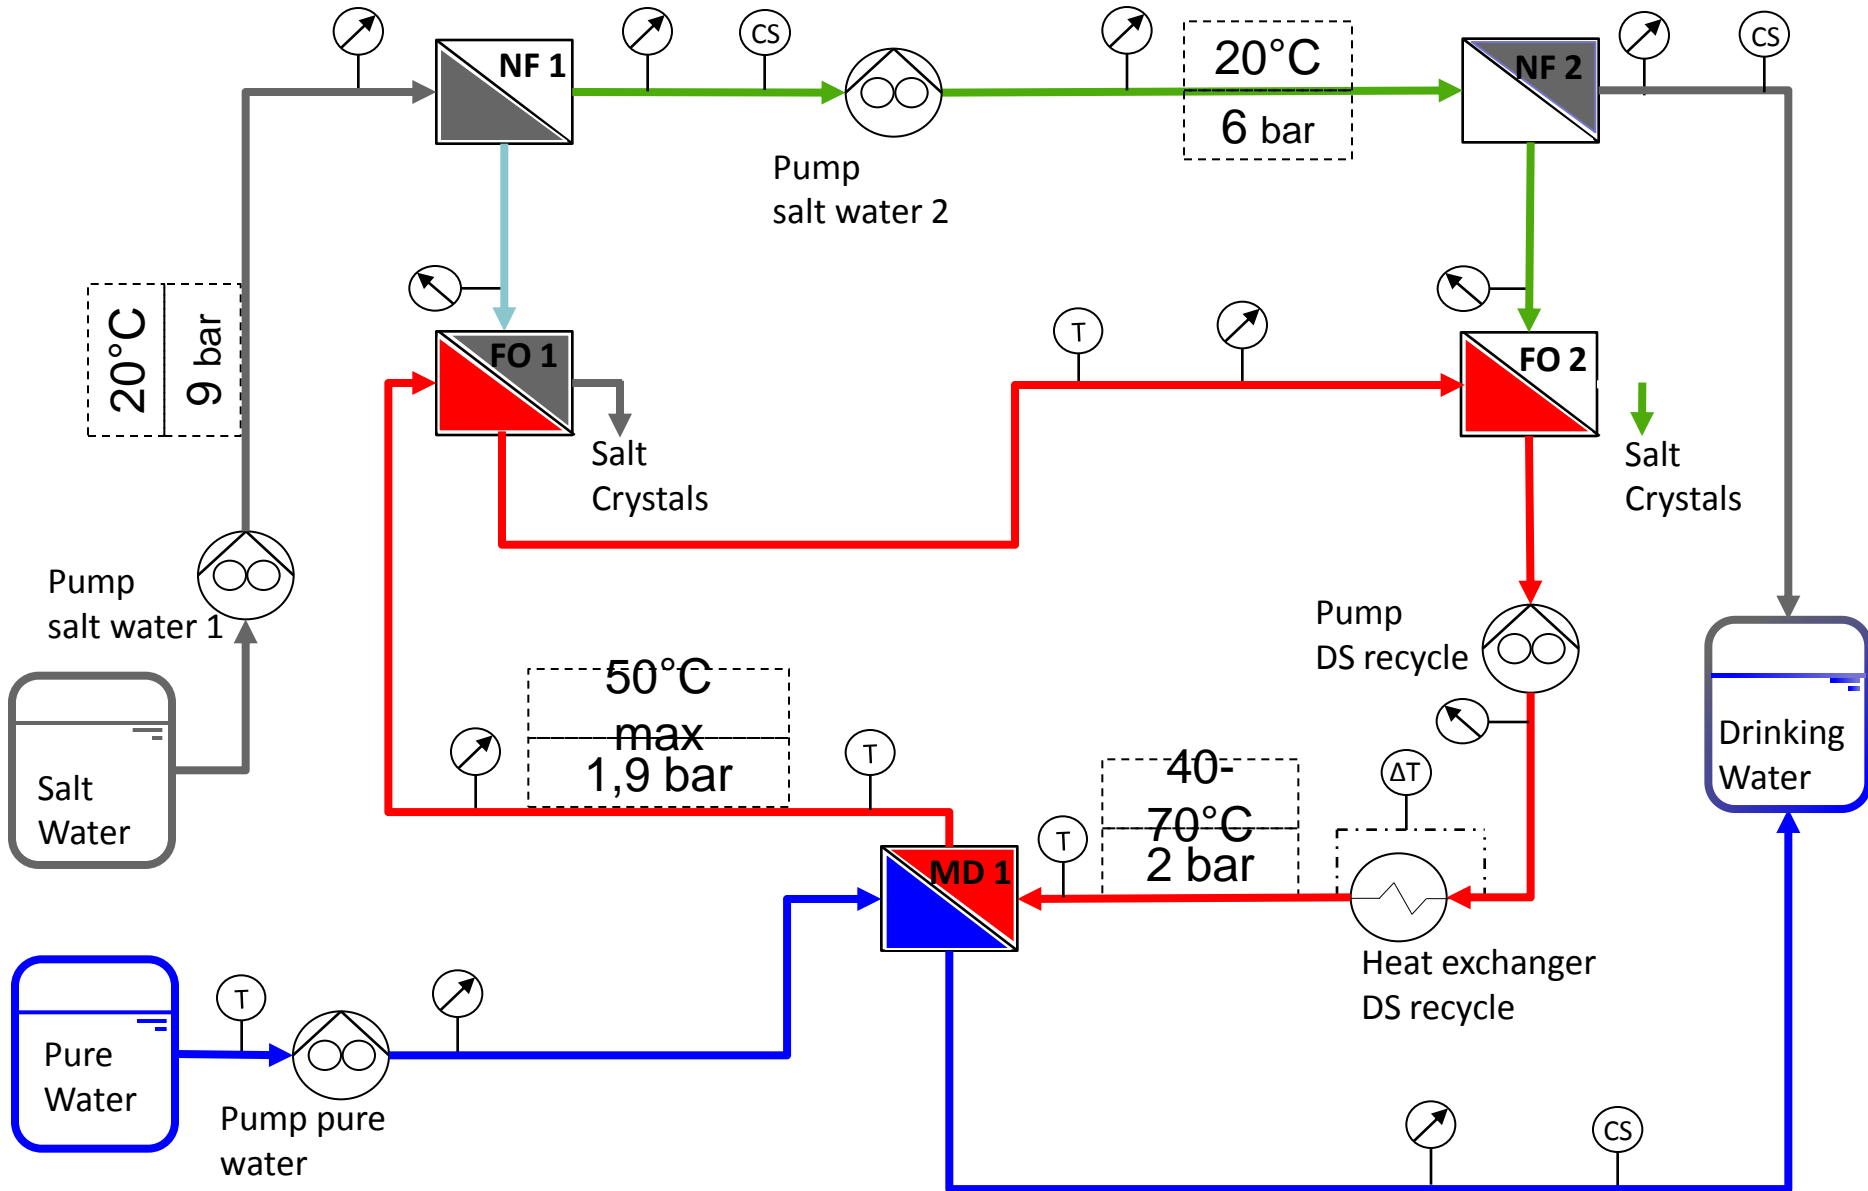 NF 1
CS
20°C
6 bar
NF 2
CS
Pump
salt water 2
20°C
9 bar
FO 1
T
FO 2
Salt
Crystals
Salt
Crystals
Pump
salt water 1
Pump
DS recycle
50°C
max
1,9 bar
T
40-
70°C
2 bar
ΔT
T
Drinking
Water
Salt
Water
MD 1
Heat exchanger
DS recycle
T
Pure
Water
Pump pure
water
CS